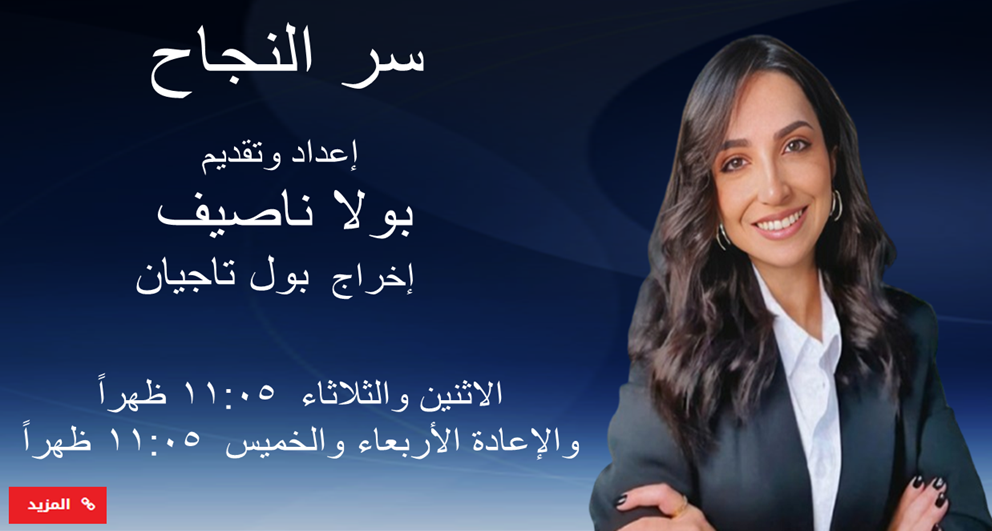 سر النجاح
إعداد وتقديم
بولا ناصيف
إخراج بول تاجيان
الاثنين والثلاثاء ١١:٠٥ ظهراً
والإعادة الأربعاء والخميس ١١:٠٥ ظهراً
المزيد